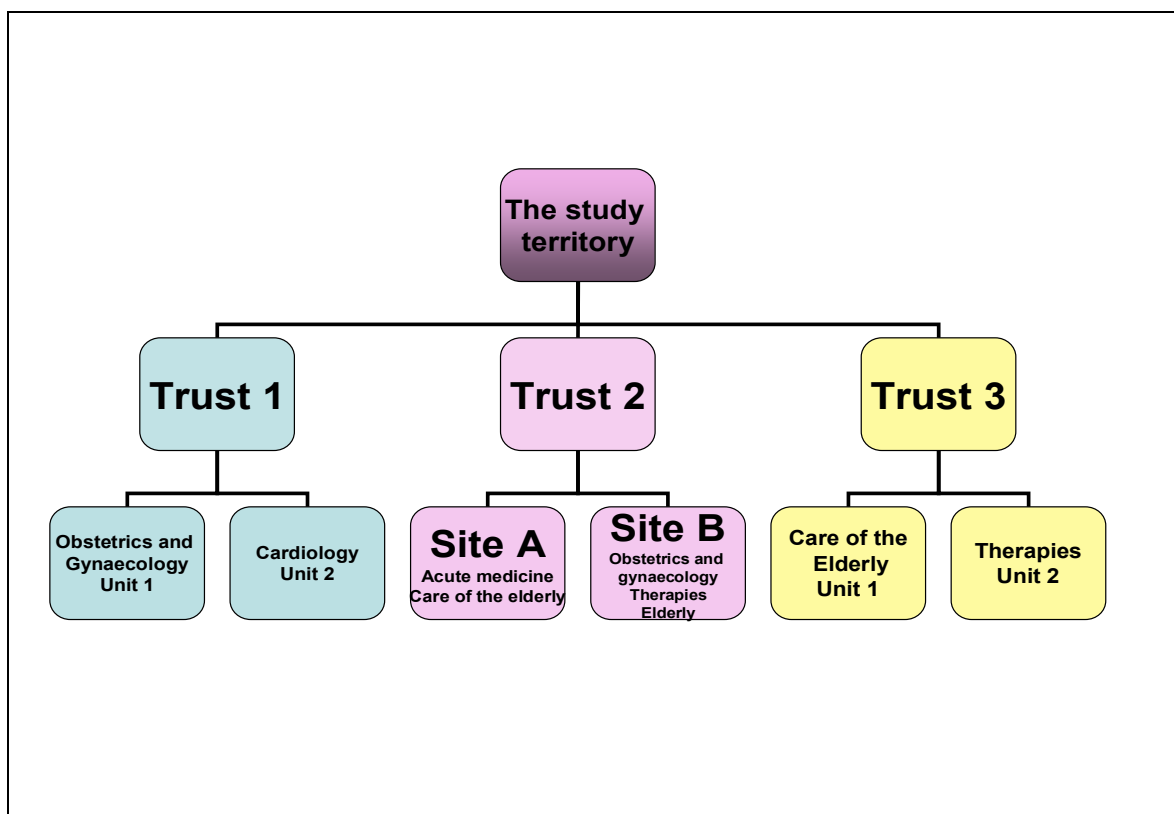 The study
territory
Trust 1
Trust 2
Trust 3
Obstetrics and
Gynaecology
Unit 1
Cardiology
Unit 2
Site A
Acute medicine
Care of the elderly
Site B
Obstetrics and
gynaecology
Therapies
Elderly
Care of the
Elderly
Unit 1
Therapies
Unit 2